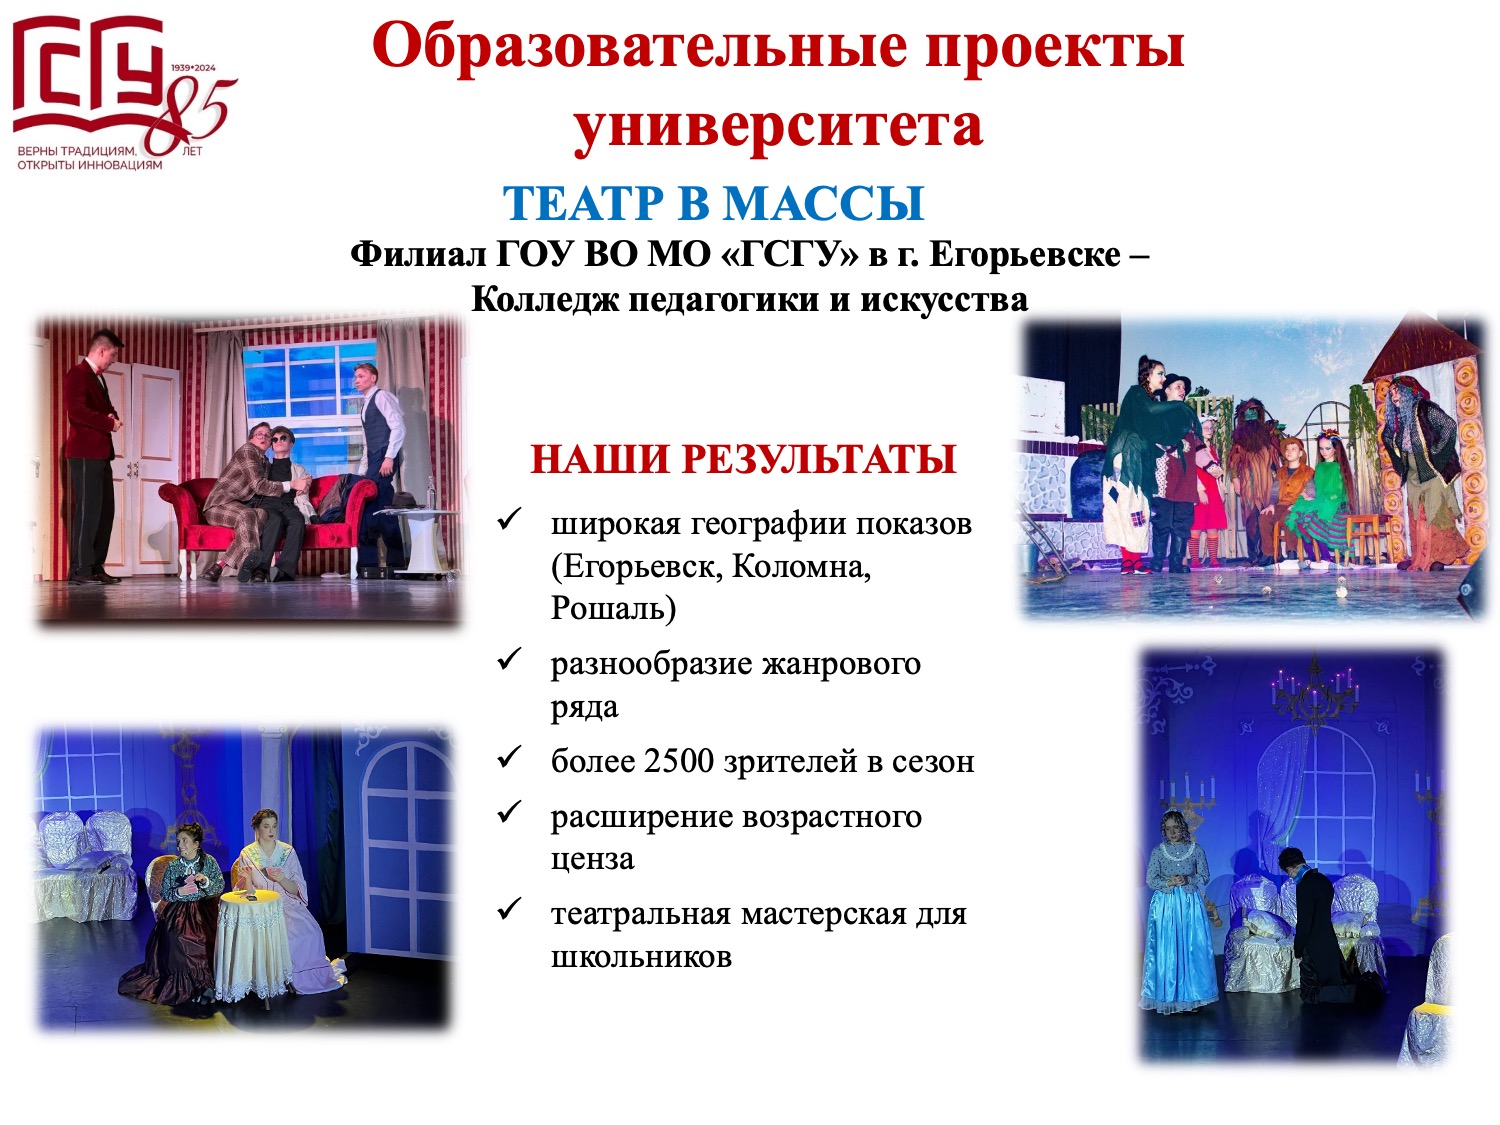 ГСГУ
1939•2024
85
ЛЕТ
ВЕРНЫ ТРАДИЦИЯМ,
ОТКРЫТЫ ИННОВАЦИЯМ
Образовательные проекты
университета
ТЕАТР В МАССЫ
Филиал ГОУ ВО МО «ГСГУ» в г. Егорьевске –
Колледж педагогики и искусства
НАШИ РЕЗУЛЬТАТЫ
✓ широкая географии показов
(Егорьевск, Коломна,
Рошаль)
✓ разнообразие жанрового
ряда
✓ более 2500 зрителей в сезон
✓ расширение возрастного
ценза
✓ театральная мастерская для
школьников